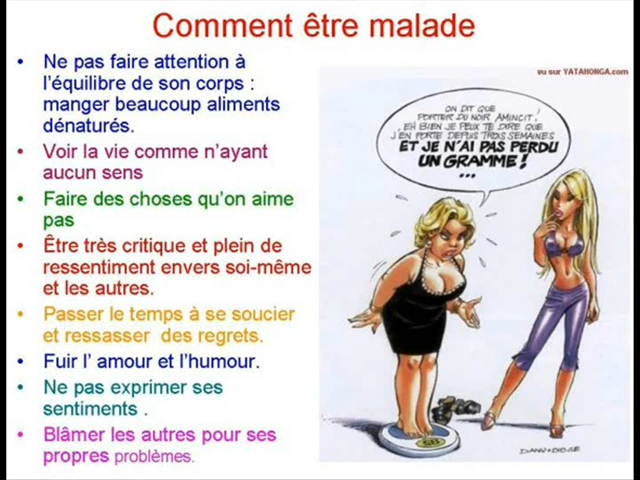 Comment être malade
• Ne pas faire attention à
l'équilibre de son corps :
manger beaucoup aliments
dénaturés.
• Voir la vie comme n'ayant
aucun sens
• Faire des choses qu'on aime
pas
• Être très critique et plein de
ressentiment envers soi-même
et les autres.
• Passer le temps à se soucier
et ressasser des regrets.
• Fuir l' amour et l'humour.
• Ne pas exprimer ses
sentiments .
• Blâmer les autres pour ses
propres problèmes.
vu sur YATAHONGA.com
ON DIT QUE
PORTER DU NOIR AMINCIT,
EH BIEN JE PEUX TE DIRE QUE
J'EN PORTE DEPUIS TROIS SEMAINES
ET JE N'AI PAS PERDU
UN GRAMME !
...